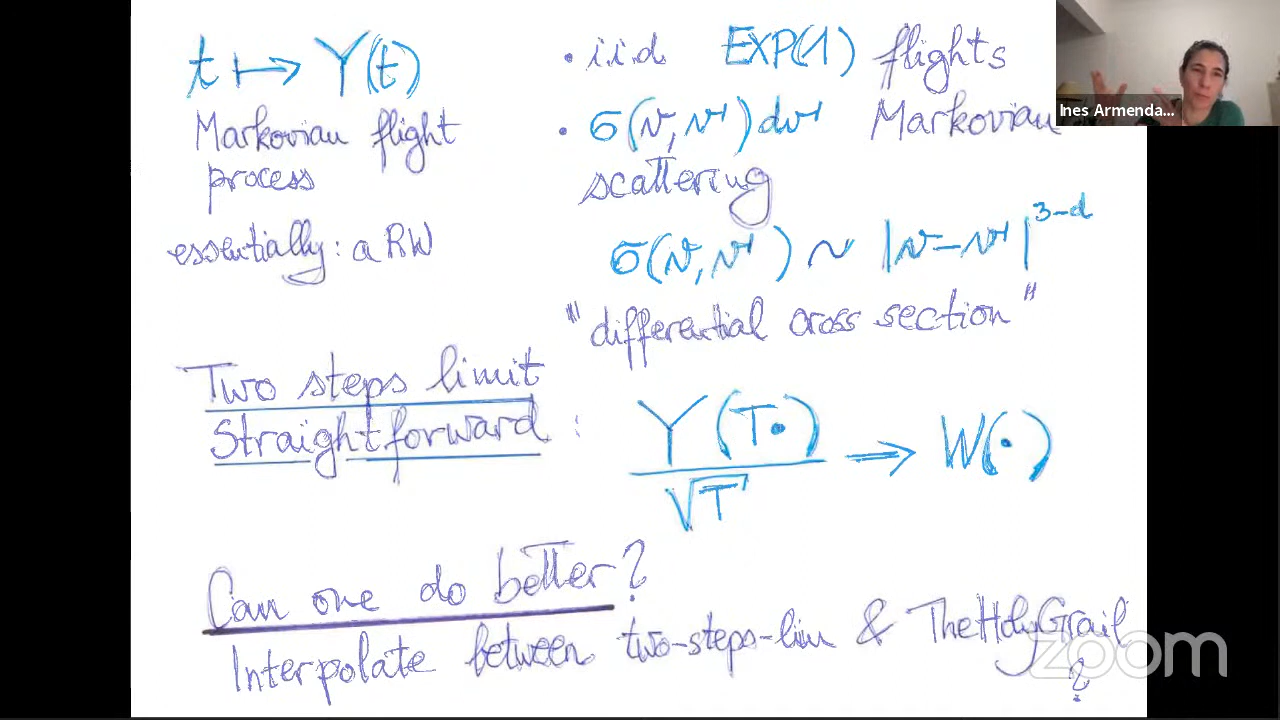 t ↦ Y(t)
Markovian flight
process
essentially: a RW
• i.i.d EXP(1) flights
• σ(v,v')dv' Markovian
scattering
σ(v,v') ~ |v-v'|^{3-d}
"differential cross section"
Two steps limit
Straightforward :
Y(T•)/√T ⇒ W(•)
Can one do better?
Interpolate between two-steps-lim & The Holy Grail
?
Ines Armenda...
zoom